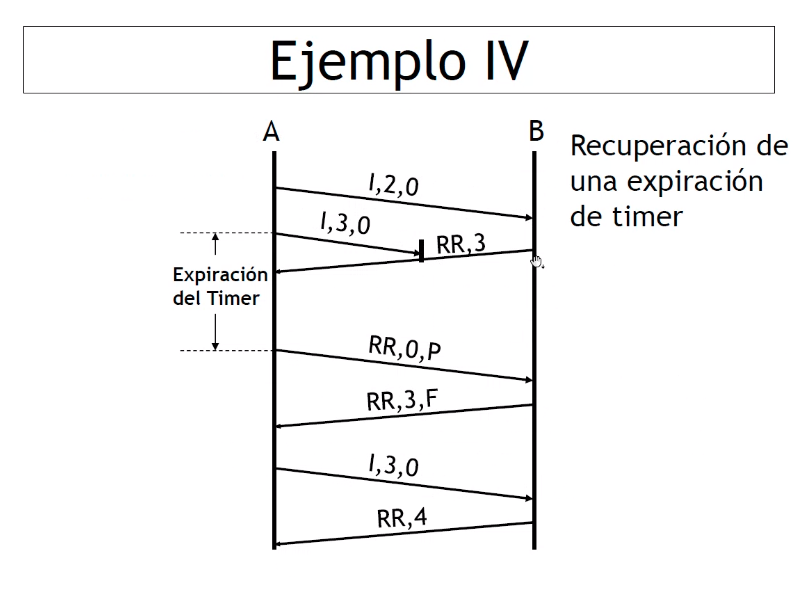 Ejemplo IV
A
B
Recuperación de
una expiración
de timer
I,2,0
I,3,0
RR,3
Expiración
del Timer
RR,0,P
RR,3,F
I,3,0
RR,4